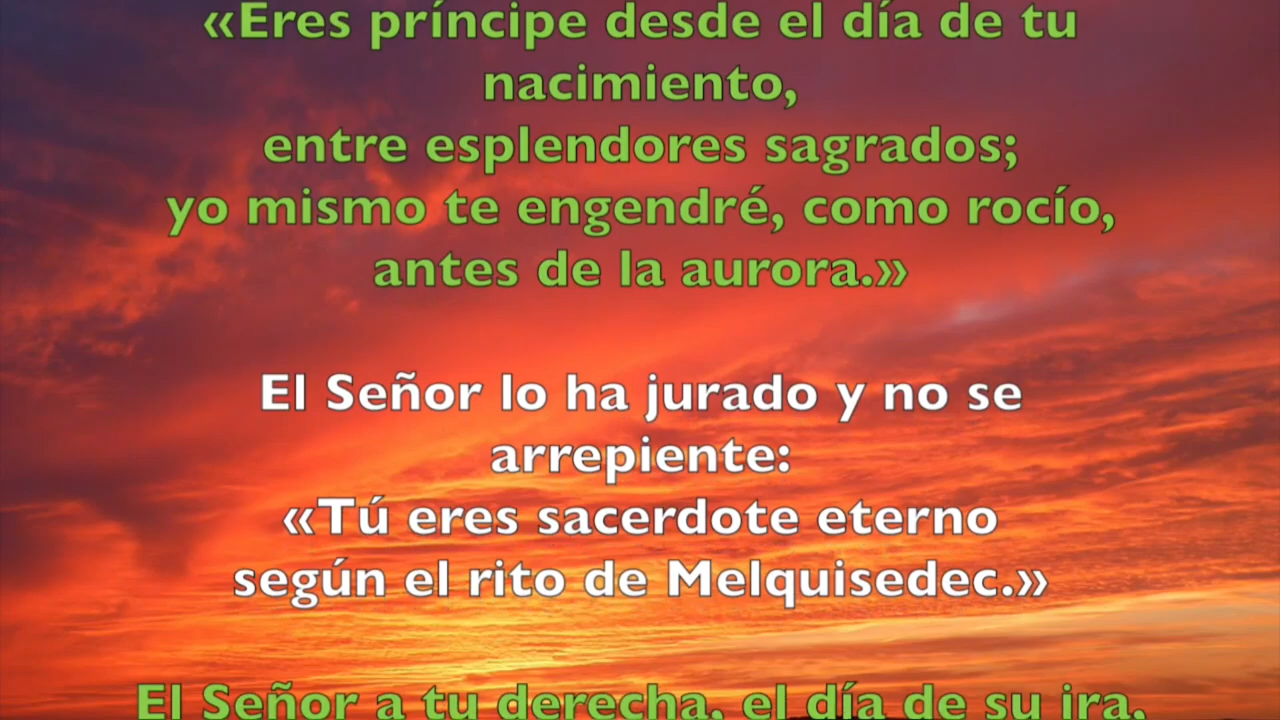 «Eres príncipe desde el día de tu
nacimiento,
entre esplendores sagrados;
yo mismo te engendré, como rocío,
antes de la aurora.»
El Señor lo ha jurado y no se
arrepiente:
«Tú eres sacerdote eterno
según el rito de Melquisedec.»
El Señor a tu derecha, el día de su ira,